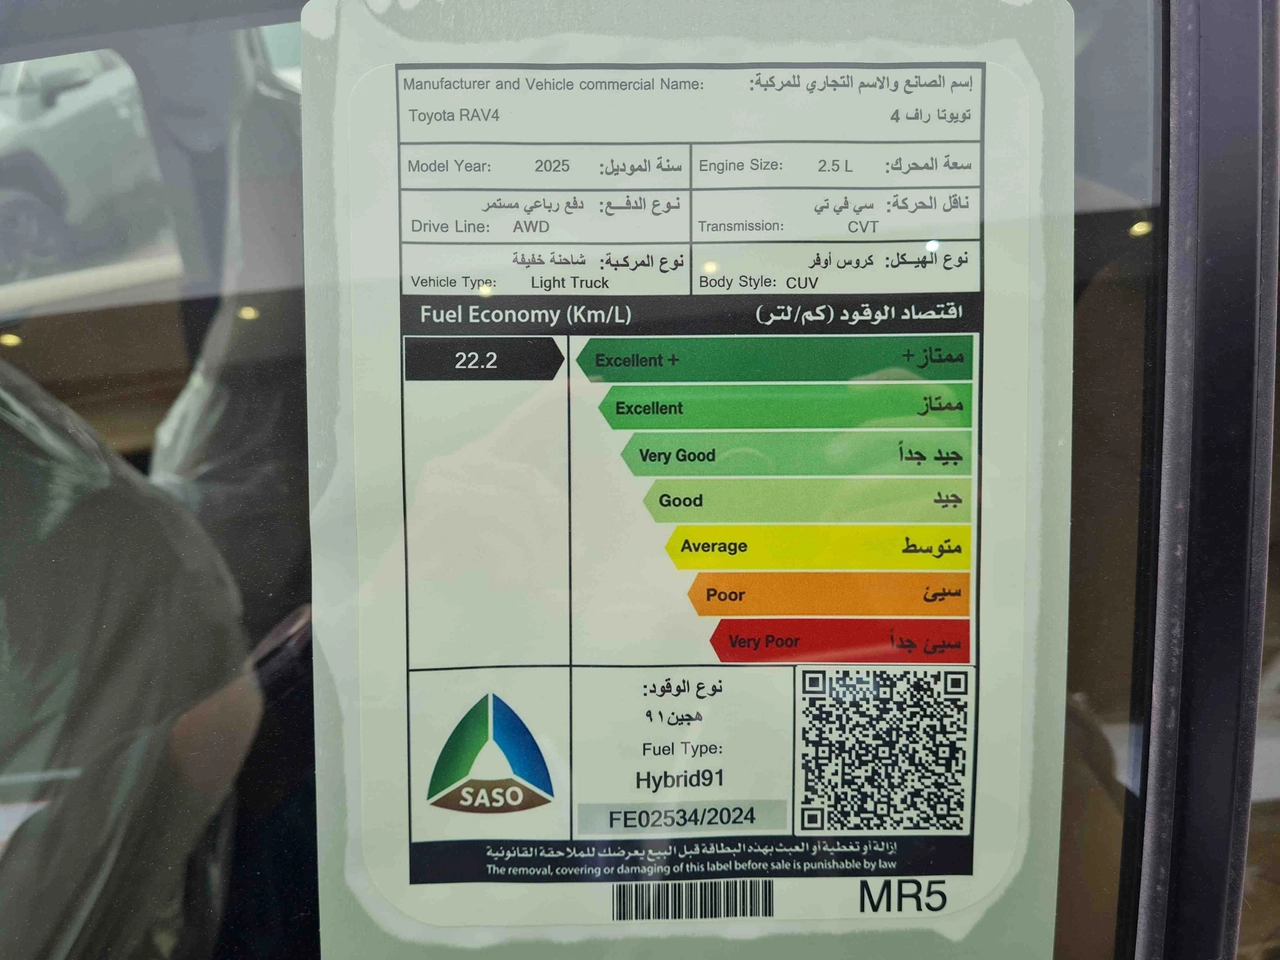 Manufacturer and Vehicle commercial Name: إسم الصانع والاسم التجاري للمركبة:
Toyota RAV4 تويوتا راف 4
Model Year: 2025 سنة الموديل: Engine Size: 2.5 L سعة المحرك:
نوع الدفع: دفع رباعي مستمر ناقل الحركة: سي في تي
Drive Line: AWD Transmission: CVT
نوع المركبة: شاحنة خفيفة نوع الهيكل: كروس أوفر
Vehicle Type: Light Truck Body Style: CUV
Fuel Economy (Km/L) اقتصاد الوقود (كم/لتر)
22.2 Excellent + ممتاز+
Excellent ممتاز
Very Good جيد جداً
Good جيد
Average متوسط
Poor سيئ
Very Poor سيئ جداً
نوع الوقود:
هجين٩١
Fuel Type:
Hybrid91
SASO
FE02534/2024
إزالة أو تغطية أو العبث بهذه البطاقة قبل البيع يعرضك للملاحقة القانونية
The removal, covering or damaging of this label before sale is punishable by law
MR5